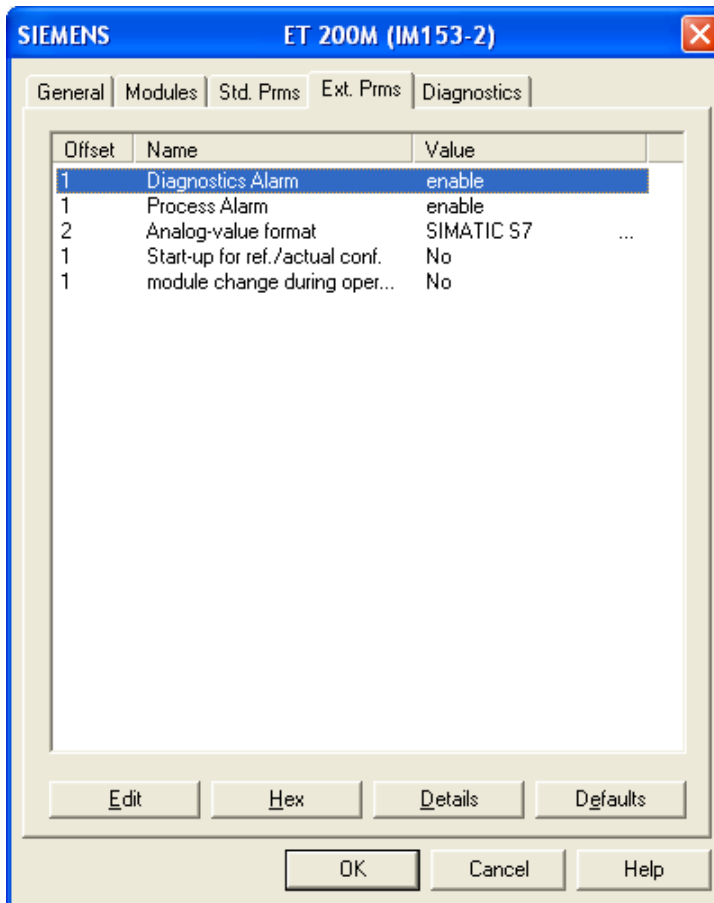 SIEMENS ET 200M (IM153-2)
General Modules Std. Prms Ext. Prms Diagnostics
Offset Name Value
1 Diagnostics Alarm enable
1 Process Alarm enable
2 Analog-value format SIMATIC S7 ...
1 Start-up for ref./actual conf. No
1 module change during oper... No
Edit Hex Details Defaults
OK Cancel Help